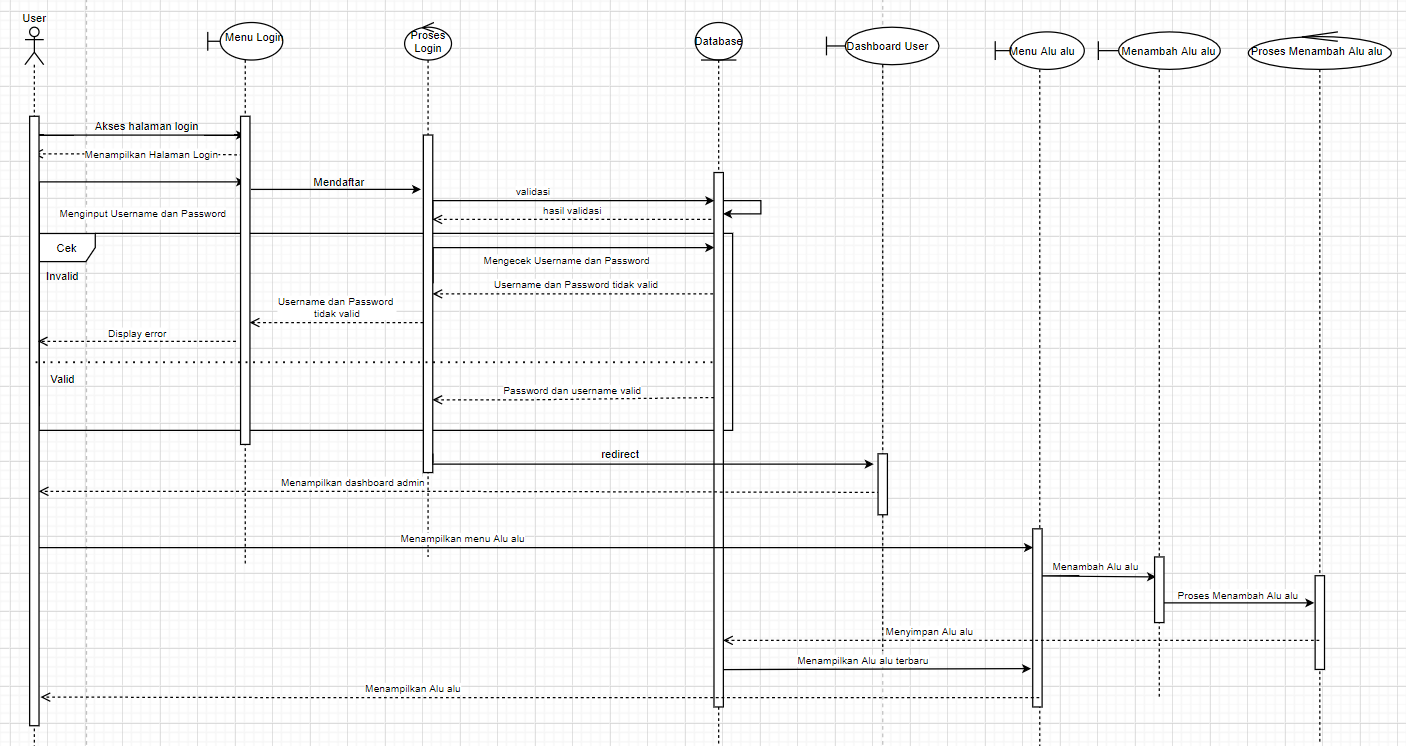 User
Menu Login
Proses
Login
Database
Dashboard User
Menu Alu alu
Menambah Alu alu
Proses Menambah Alu alu
Akses halaman login
Menampilkan Halaman Login
Mendaftar
validasi
hasil validasi
Menginput Username dan Password
Cek
Mengecek Username dan Password
Invalid
Username dan Password tidak valid
Username dan Password
tidak valid
Display error
Valid
Password dan username valid
redirect
Menampilkan dashboard admin
Menampilkan menu Alu alu
Menambah Alu alu
Proses Menambah Alu alu
Menyimpan Alu alu
Menampilkan Alu alu terbaru
Menampilkan Alu alu